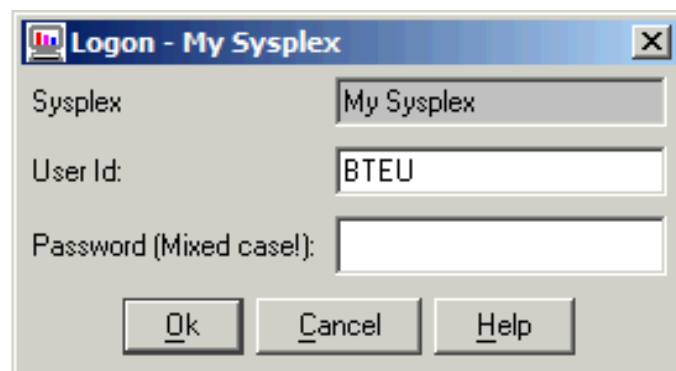 Logon - My Sysplex
Sysplex My Sysplex
User Id: BTEU
Password (Mixed case!):
Ok Cancel Help